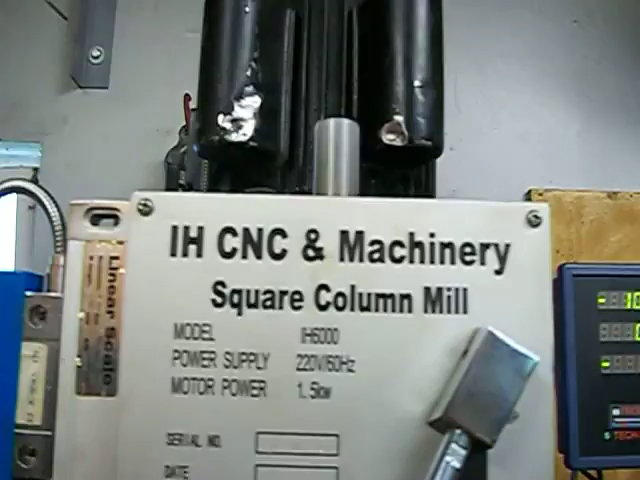 IH CNC & Machinery
Square Column Mill
MODEL IH6000
POWER SUPPLY 220V/60Hz
MOTOR POWER 1.5kw
SERIAL NO.
DATE
Linear Scale